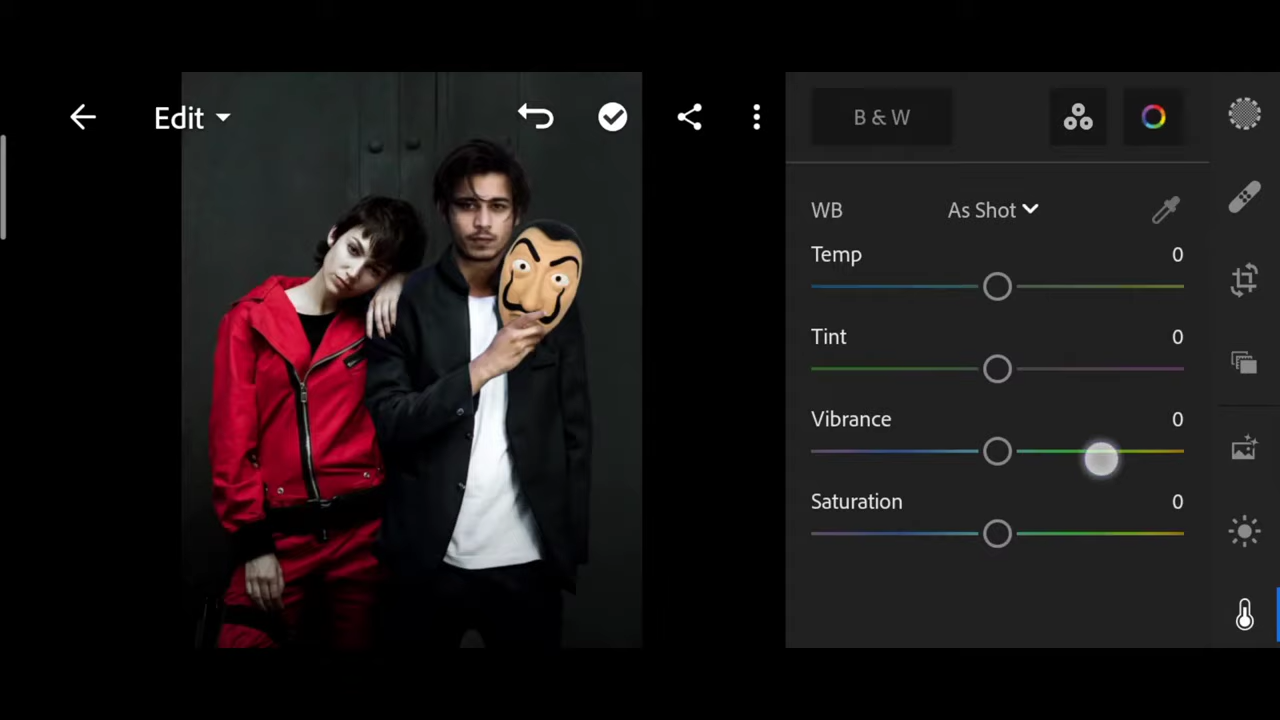 Edit
B & W
WB As Shot
Temp 0
Tint 0
Vibrance 0
Saturation 0